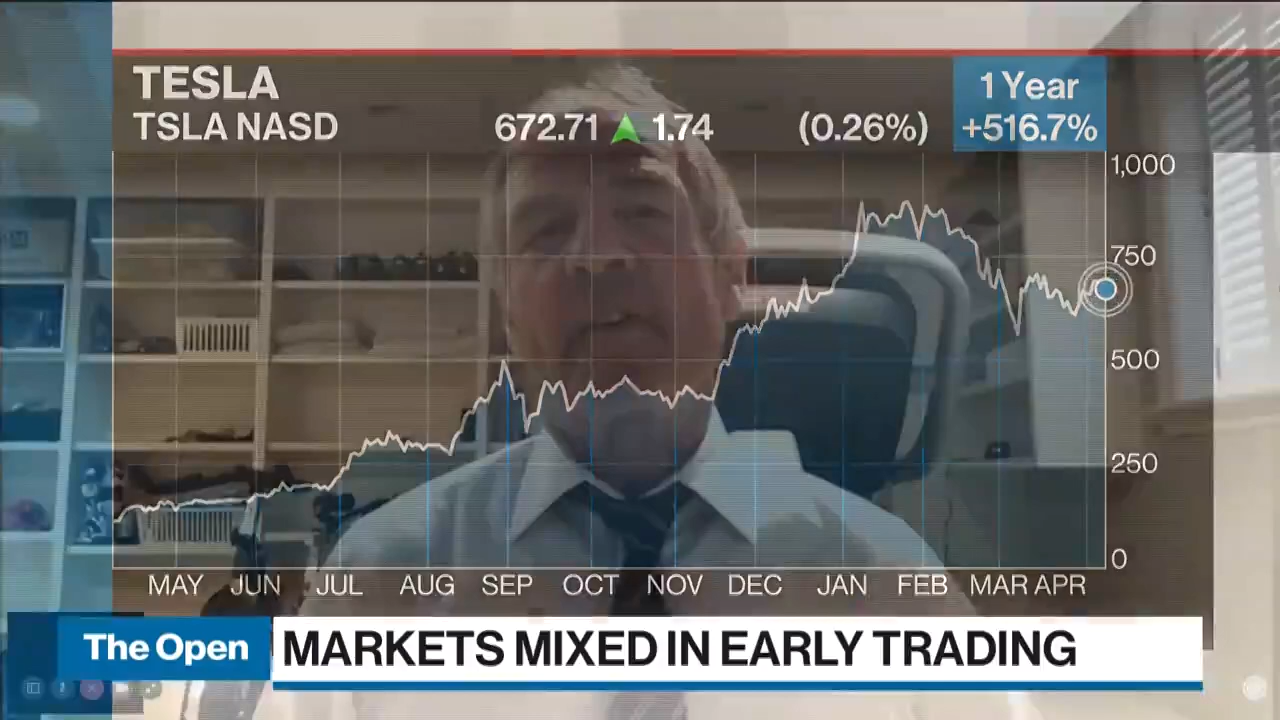 TESLA
TSLA NASD
672.71 ▲ 1.74 (0.26%)
1 Year
+516.7%
1,000
750
500
250
0
MAY JUN JUL AUG SEP OCT NOV DEC JAN FEB MAR APR
The Open
MARKETS MIXED IN EARLY TRADING